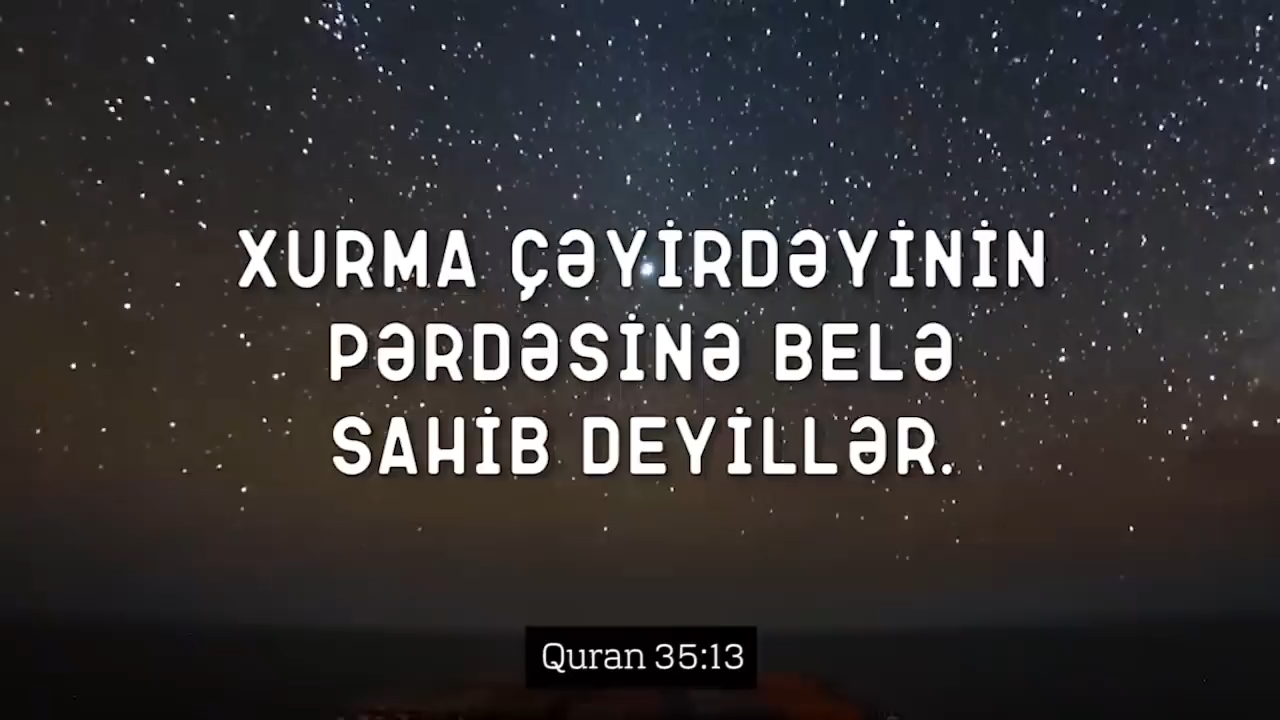 XURMA ÇƏYİRDƏYİNİN
PƏRDƏSİNƏ BELƏ
SAHİB DEYİLLƏR.
Quran 35:13